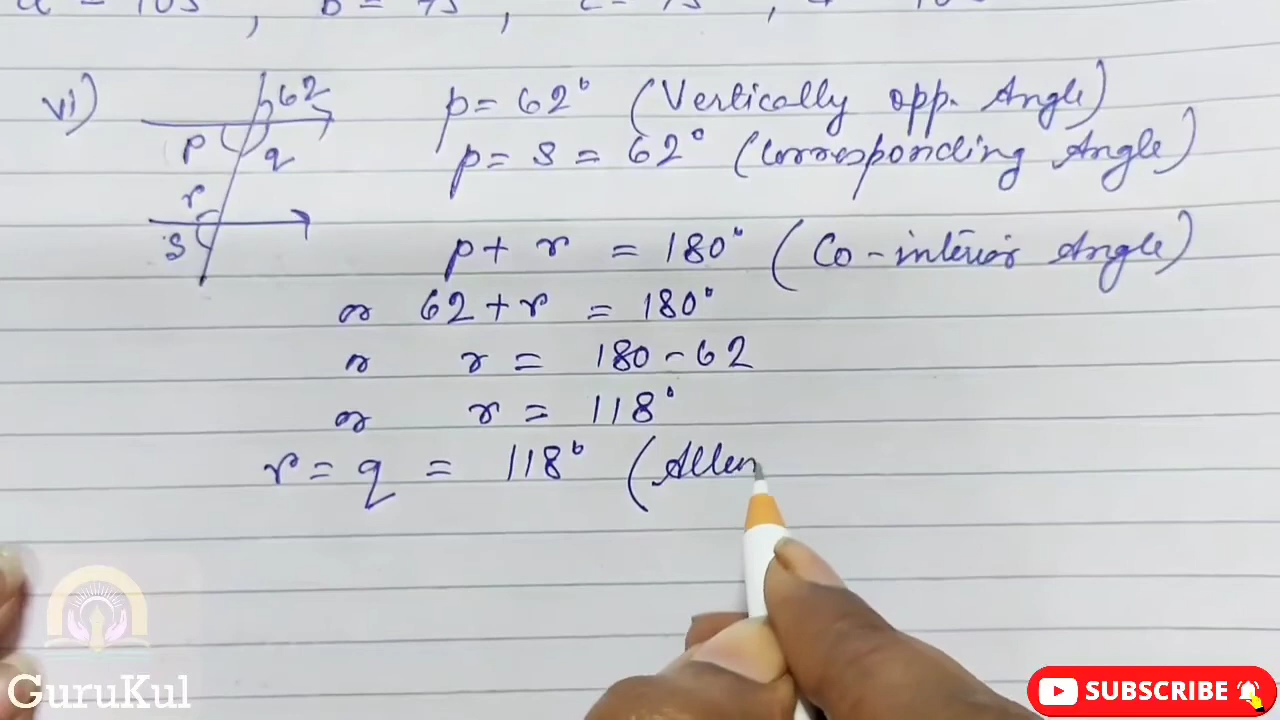 vi)
62
p
q
r
s
p = 62° (Vertically opp. Angle)
p = s = 62° (Corresponding Angle)
p + r = 180° (Co-interior Angle)
or 62 + r = 180°
or r = 180 - 62
or r = 118°
r = q = 118° (Alter
GuruKul
SUBSCRIBE